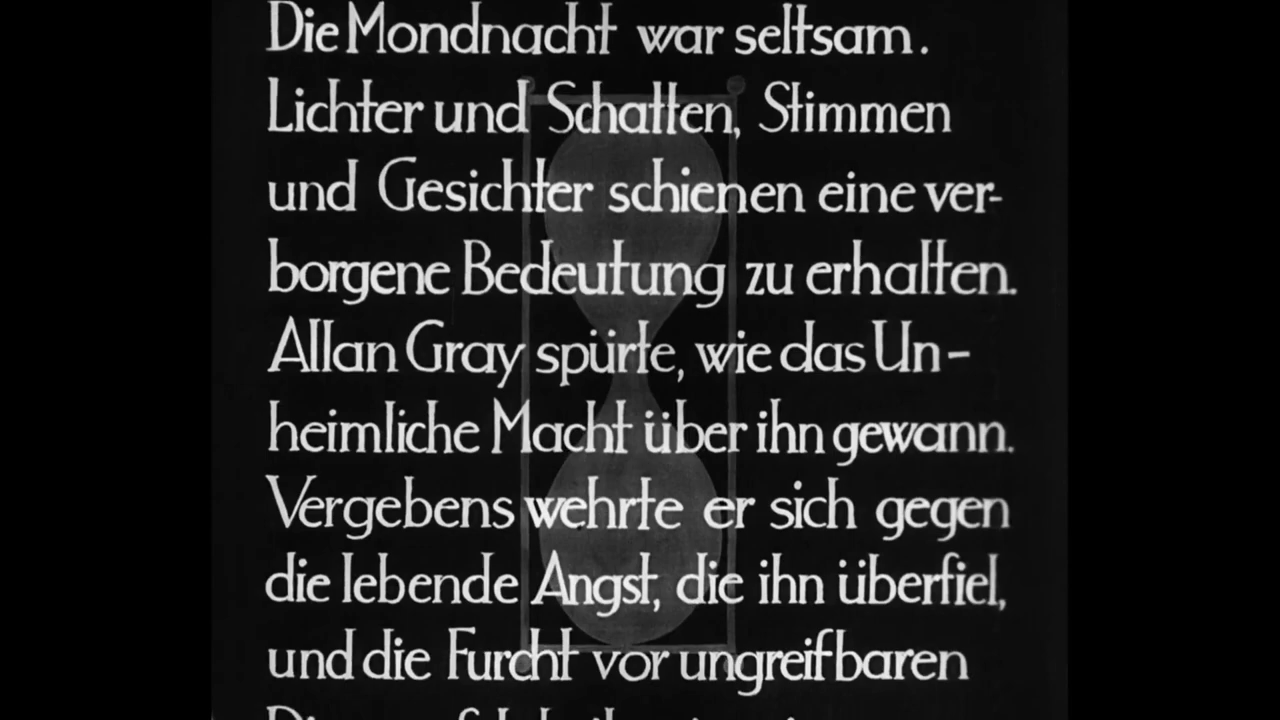 Die Mondnacht war seltsam.
Lichter und Schatten, Stimmen
und Gesichter schienen eine ver-
borgene Bedeutung zu erhalten.
Allan Gray spürte, wie das Un-
heimliche Macht über ihn gewann.
Vergebens wehrte er sich gegen
die lebende Angst, die ihn überfiel,
und die Furcht vor ungreifbaren